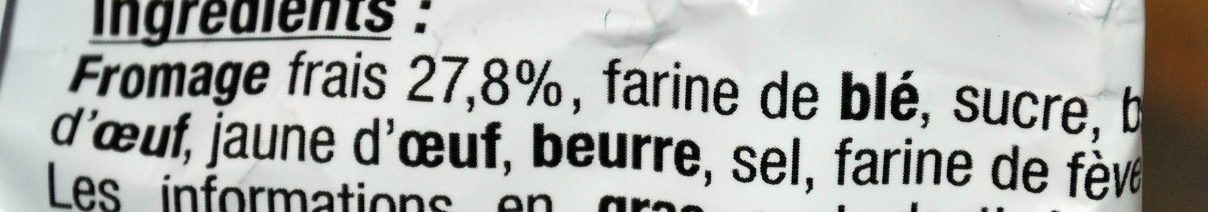 Ingrédients :
Fromage frais 27,8%, farine de blé, sucre,
d'œuf, jaune d'œuf, beurre, sel, farine de fève
Les informations en gras